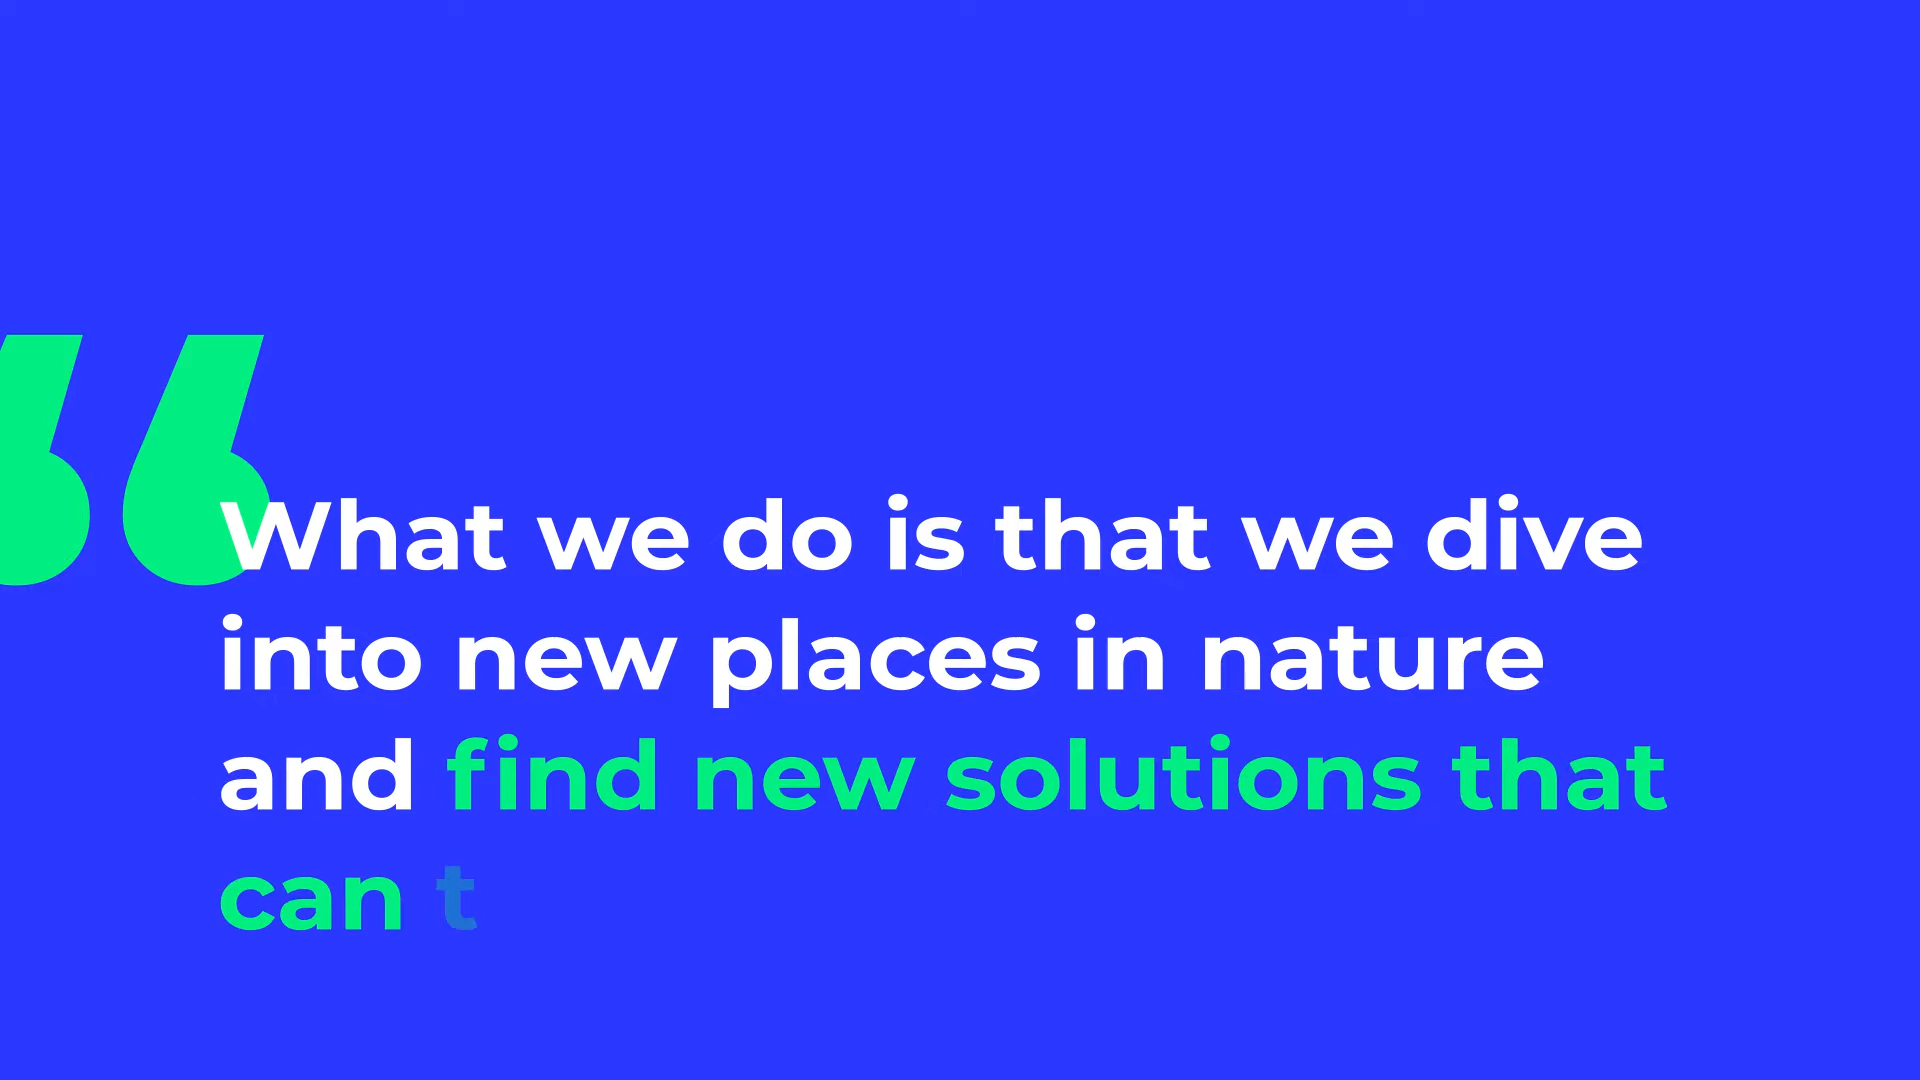 “
What we do is that we dive
into new places in nature
and find new solutions that
can t